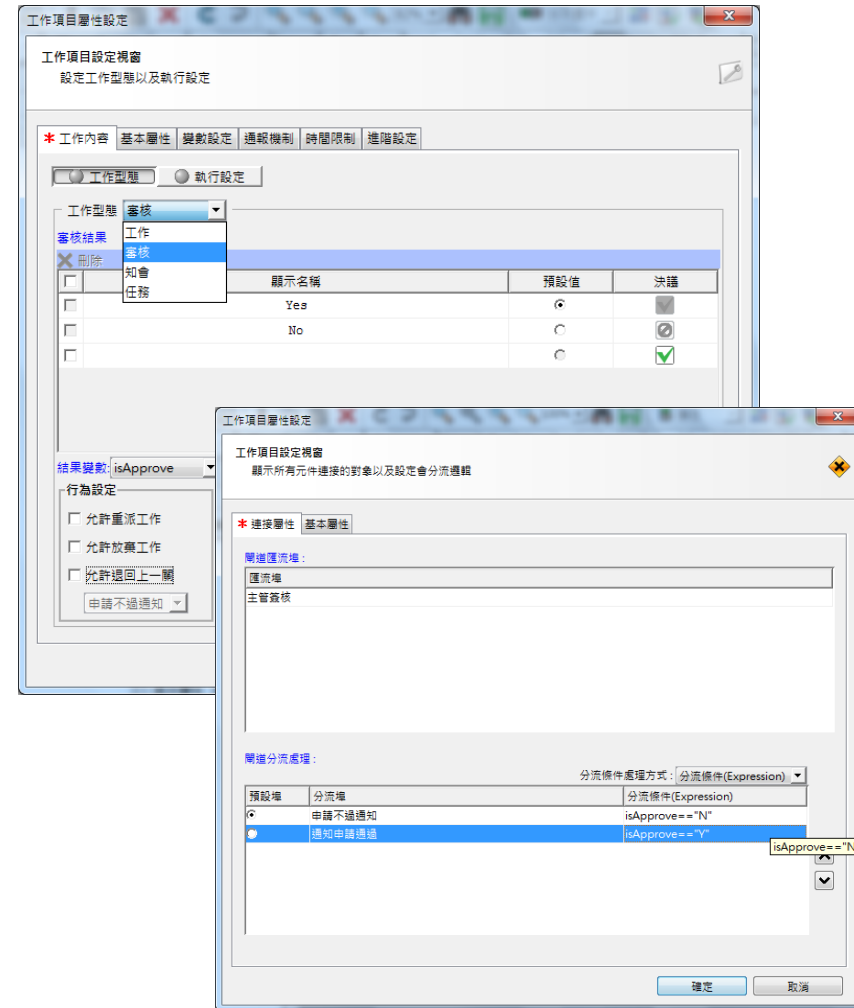 工作項目屬性設定
工作項目設定視窗
設定工作型態以及執行設定
* 工作內容 基本屬性 變數設定 通報機制 時間限制 進階設定
工作型態 執行設定
工作型態 審核
工作
審核
知會
任務
審核結果
刪除
顯示名稱 預設值 決議
Yes
No
結果變數: isApprove
行為設定
允許重派工作
允許放棄工作
允許退回上一關
申請不過通知
工作項目屬性設定
工作項目設定視窗
顯示所有元件連接的對象以及設定會分流邏輯
* 連接屬性 基本屬性
閘道匯流埠 :
匯流埠
主管簽核
閘道分流處理 :
分流條件處理方式 : 分流條件(Expression)
預設埠 分流埠 分流條件(Expression)
申請不過通知 isApprove=="N"
通知申請通過 isApprove=="Y"
isApprove=="N
確定 取消